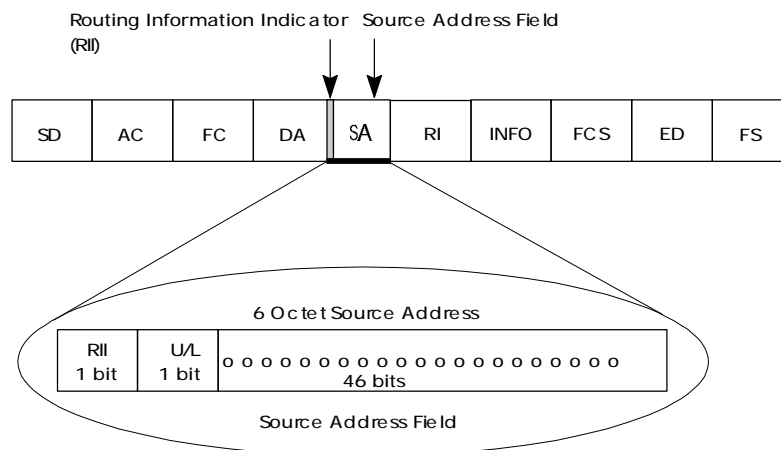 Routing Information Indicator Source Address Field
(RII)
SD AC FC DA SA RI INFO FCS ED FS
6 Octet Source Address
RII U/L
1 bit 1 bit
o o o o o o o o o o o o o o o o o o o o o
46 bits
Source Address Field